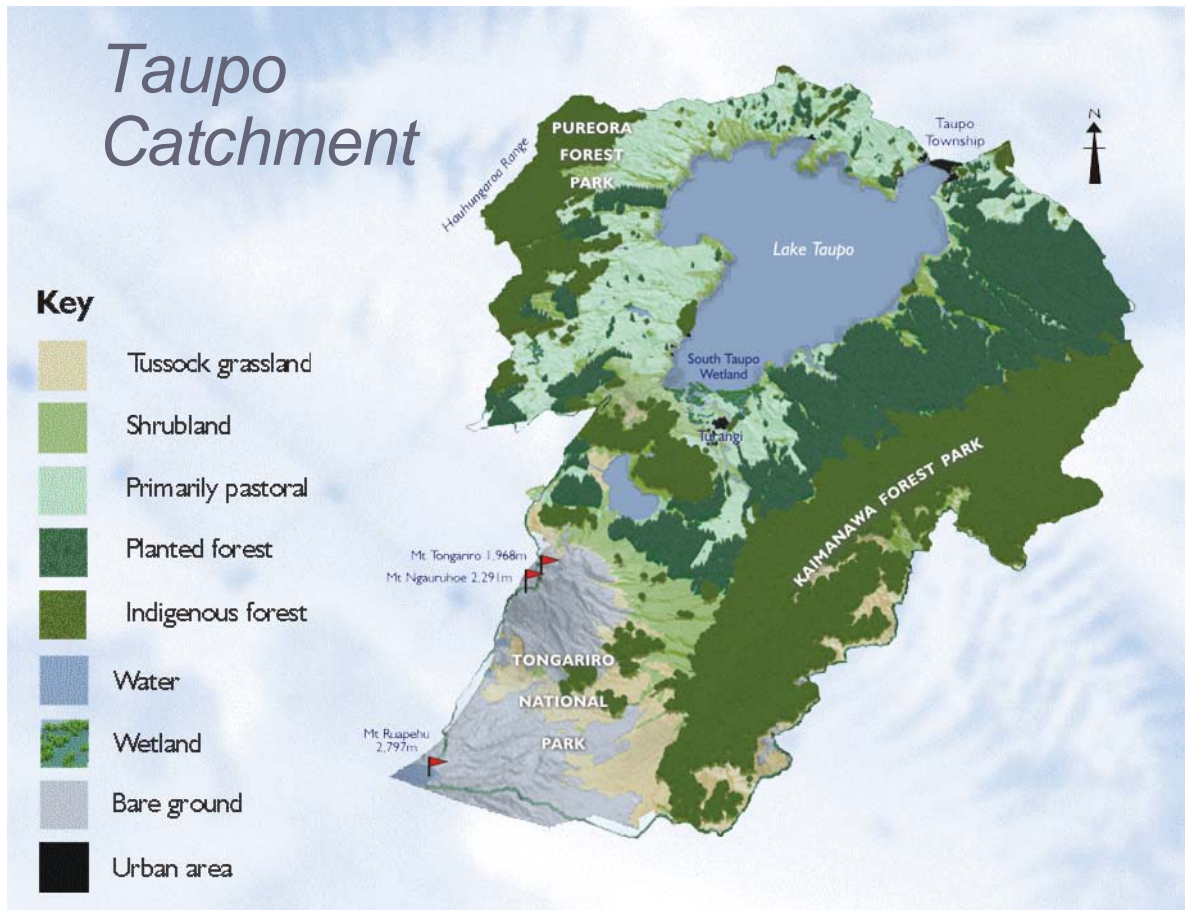 Taupo
Catchment
PUREORA
FOREST
PARK
Hauhungaroa Range
Taupo
Township
N
Lake Taupo
South Taupo
Wetland
Turangi
KAIMANAWA FOREST PARK
Mt Tongariro 1,968m
Mt Ngauruhoe 2,291m
TONGARIRO
NATIONAL
PARK
Mt Ruapehu
2,797m
Key
Tussock grassland
Shrubland
Primarily pastoral
Planted forest
Indigenous forest
Water
Wetland
Bare ground
Urban area